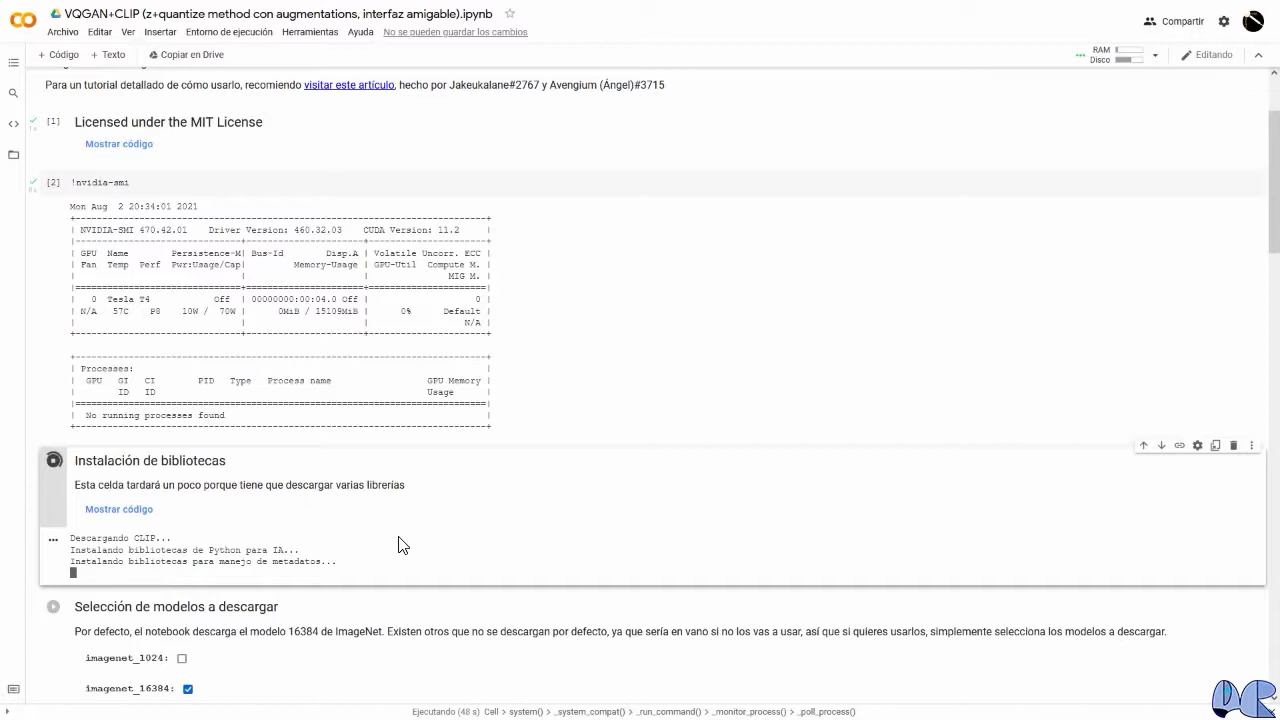 VQGAN+CLIP (z+quantize method con augmentations, interfaz amigable).ipynb
Compartir
Archivo Editar Ver Insertar Entorno de ejecución Herramientas Ayuda No se pueden guardar los cambios
+ Código + Texto Copiar en Drive
RAM
Disco
Editando
Para un tutorial detallado de cómo usarlo, recomiendo visitar este artículo, hecho por Jakeukalane#2767 y Avengium (Ángel)#3715
[1] Licensed under the MIT License
1s
Mostrar código
[2] !nvidia-smi
Mon Aug 2 20:34:01 2021
+-----------------------------------------------------------------------------+
| NVIDIA-SMI 470.42.01 Driver Version: 460.32.03 CUDA Version: 11.2 |
|-------------------------------+----------------------+----------------------+
| GPU Name Persistence-M| Bus-Id Disp.A | Volatile Uncorr. ECC |
| Fan Temp Perf Pwr:Usage/Cap| Memory-Usage | GPU-Util Compute M. |
| | | MIG M. |
|===============================+======================+======================|
| 0 Tesla T4 Off | 00000000:00:04.0 Off | 0 |
| N/A 57C P8 10W / 70W | 0MiB / 15109MiB | 0% Default |
| | | N/A |
+-------------------------------+----------------------+----------------------+
+-----------------------------------------------------------------------------+
| Processes: |
| GPU GI CI PID Type Process name GPU Memory |
| ID ID Usage |
|=============================================================================|
| No running processes found |
+-----------------------------------------------------------------------------+
Instalación de bibliotecas
Esta celda tardará un poco porque tiene que descargar varias librerías
Mostrar código
... Descargando CLIP...
Instalando bibliotecas de Python para IA...
Instalando bibliotecas para manejo de metadatos...
Selección de modelos a descargar
Por defecto, el notebook descarga el modelo 16384 de ImageNet. Existen otros que no se descargan por defecto, ya que sería en vano si no los vas a usar, así que si quieres usarlos, simplemente selecciona los modelos a descargar.
imagenet_1024:
imagenet_16384:
Ejecutando (48 s) Cell > system() > _system_compat() > _run_command() > _monitor_process() > _poll_process()